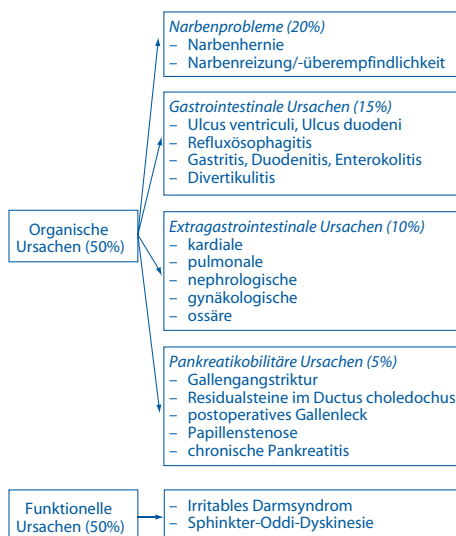 Narbenprobleme (20%)
– Narbenhernie
– Narbenreizung/-überempfindlichkeit
Gastrointestinale Ursachen (15%)
– Ulcus ventriculi, Ulcus duodeni
– Refluxösophagitis
– Gastritis, Duodenitis, Enterokolitis
– Divertikulitis
Organische
Ursachen (50%)
Extragastrointestinale Ursachen (10%)
– kardiale
– pulmonale
– nephrologische
– gynäkologische
– ossäre
Pankreatikobilitäre Ursachen (5%)
– Gallengangstriktur
– Residualsteine im Ductus choledochus
– postoperatives Gallenleck
– Papillenstenose
– chronische Pankreatitis
Funktionelle
Ursachen (50%)
– Irritables Darmsyndrom
– Sphinkter-Oddi-Dyskinesie